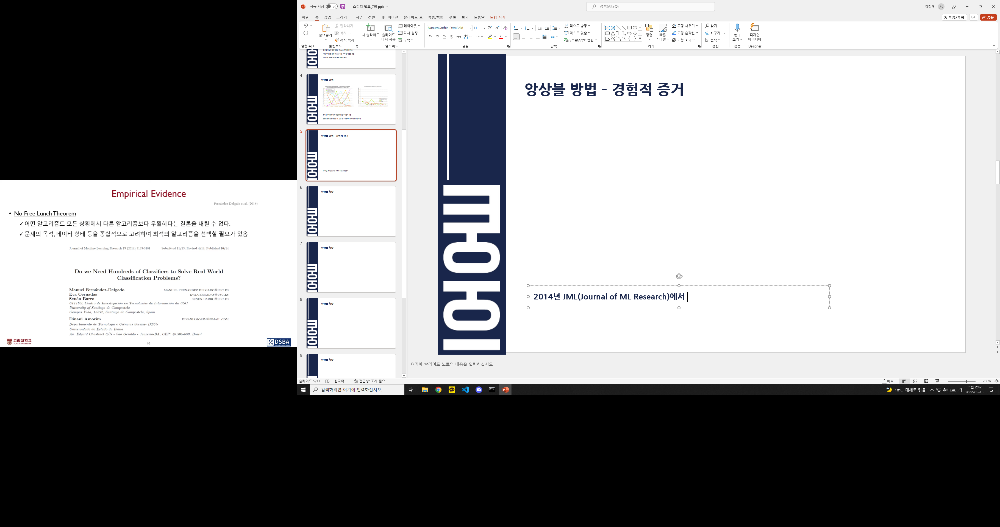 Empirical Evidence
Fernández-Delgado et al. (2014)
• No Free Lunch Theorem
✓어떤 알고리즘도 모든 상황에서 다른 알고리즘보다 우월하다는 결론을 내릴 수 없다.
✓문제의 목적, 데이터 형태 등을 종합적으로 고려하여 최적의 알고리즘을 선택할 필요가 있음
Journal of Machine Learning Research 15 (2014) 3133-3181 Submitted 11/13; Revised 4/14; Published 10/14
Do we Need Hundreds of Classifiers to Solve Real World
Classification Problems?
Manuel Fernández-Delgado MANUEL.FERNANDEZ.DELGADO@USC.ES
Eva Cernadas EVA.CERNADAS@USC.ES
Senén Barro SENEN.BARRO@USC.ES
CITIUS: Centro de Investigación en Tecnoloxías da Información da USC
University of Santiago de Compostela
Campus Vida, 15872, Santiago de Compostela, Spain
Dinani Amorim DINANIAMORIM@GMAIL.COM
Departamento de Tecnologia e Ciências Sociais- DTCS
Universidade do Estado da Bahia
Av. Edgard Chastinet S/N - São Geraldo - Juazeiro-BA, CEP: 48.305-680, Brasil
고려대학교
KOREA UNIVERSITY
10
DSBA
자동 저장 끔 스터디 발표_7장.pptx
검색(Alt+Q)
김정우
파일 홈 삽입 그리기 디자인 전환 애니메이션 슬라이드 쇼 녹음/녹화 검토 보기 도움말 도형 서식
녹음/녹화 공유
실행 취소
붙여넣기
잘라내기
복사
서식 복사
클립보드
새 슬라이드
슬라이드
다시 사용
레이아웃
다시 설정
구역
슬라이드
NanumGothic ExtraBold 11
글꼴
텍스트 방향
텍스트 맞춤
SmartArt로 변환
단락
정렬
빠른
스타일
도형 채우기
도형 윤곽선
도형 효과
그리기
찾기
바꾸기
선택
편집
받아
쓰기
음성
디자인
아이디어
Designer
4
앙상블 방법
5
앙상블 방법 - 경험적 증거
2014년 JML(Journal of ML Research)에서
6
앙상블 학습
7
앙상블 학습
8
앙상블 학습
9
앙상블 학습
앙상블 방법 - 경험적 증거
2014년 JML(Journal of ML Research)에서
여기에 슬라이드 노트의 내용을 입력하십시오
슬라이드 5/11 한국어 접근성: 조사 필요
메모 200%
검색하려면 여기에 입력하십시오.
18°C 대체로 맑음 가 오전 2:47
2022-05-13